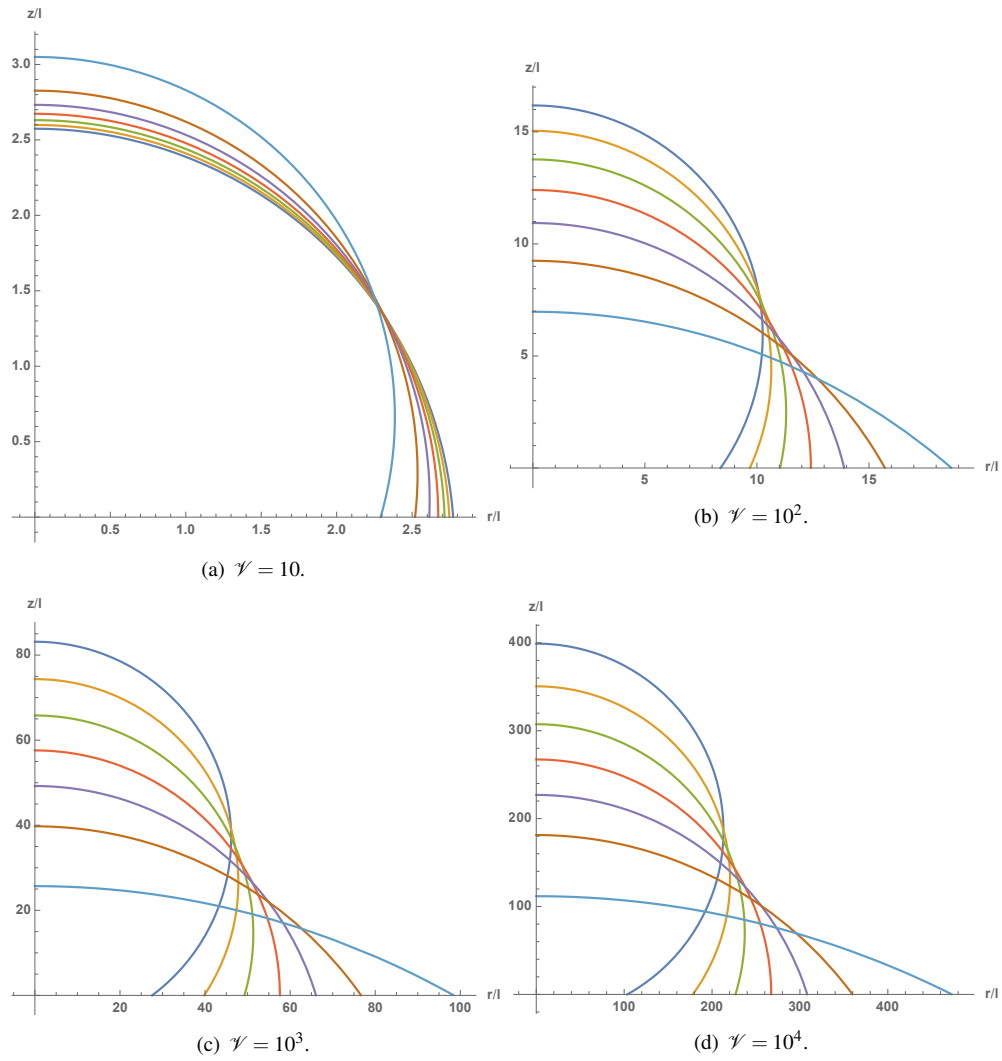 z/l
3.0
2.5
2.0
1.5
1.0
0.5
0.5 1.0 1.5 2.0 2.5
r/l
(a) 𝒱 = 10.
z/l
15
10
5
5 10 15
r/l
(b) 𝒱 = 10².
z/l
80
60
40
20
20 40 60 80 100
r/l
(c) 𝒱 = 10³.
z/l
400
300
200
100
100 200 300 400
r/l
(d) 𝒱 = 10⁴.